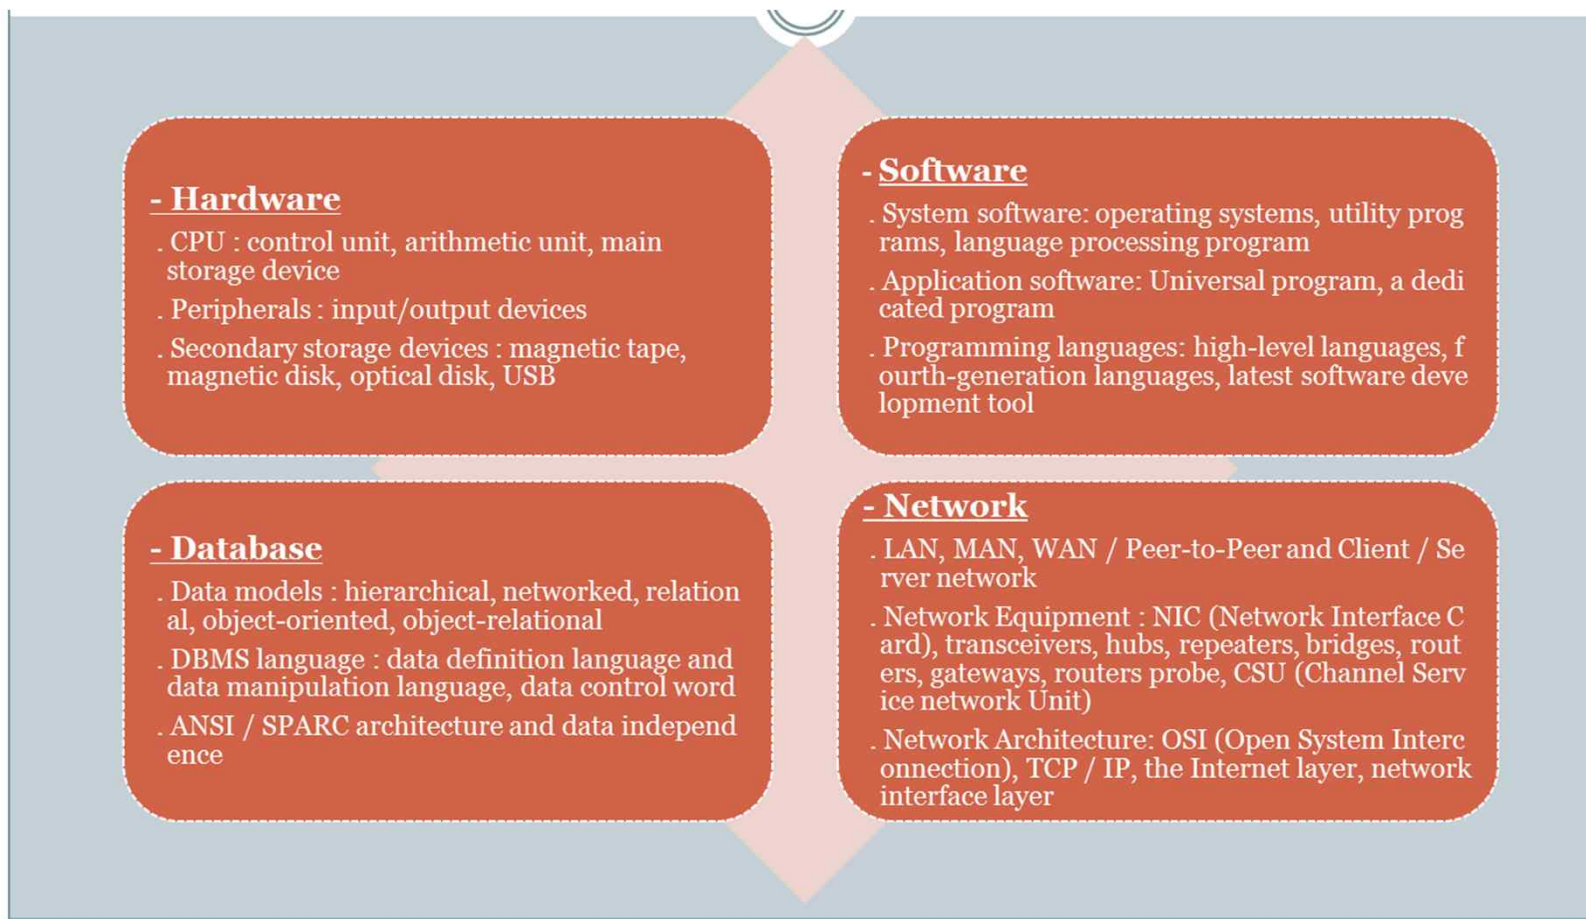 - Hardware
. CPU : control unit, arithmetic unit, main
storage device
. Peripherals : input/output devices
. Secondary storage devices : magnetic tape,
magnetic disk, optical disk, USB
- Software
. System software: operating systems, utility prog
rams, language processing program
. Application software: Universal program, a dedi
cated program
. Programming languages: high-level languages, f
ourth-generation languages, latest software deve
lopment tool
- Database
. Data models : hierarchical, networked, relation
al, object-oriented, object-relational
. DBMS language : data definition language and
data manipulation language, data control word
. ANSI / SPARC architecture and data independ
ence
- Network
. LAN, MAN, WAN / Peer-to-Peer and Client / Se
rver network
. Network Equipment : NIC (Network Interface C
ard), transceivers, hubs, repeaters, bridges, rout
ers, gateways, routers probe, CSU (Channel Serv
ice network Unit)
. Network Architecture: OSI (Open System Interc
onnection), TCP / IP, the Internet layer, network
interface layer